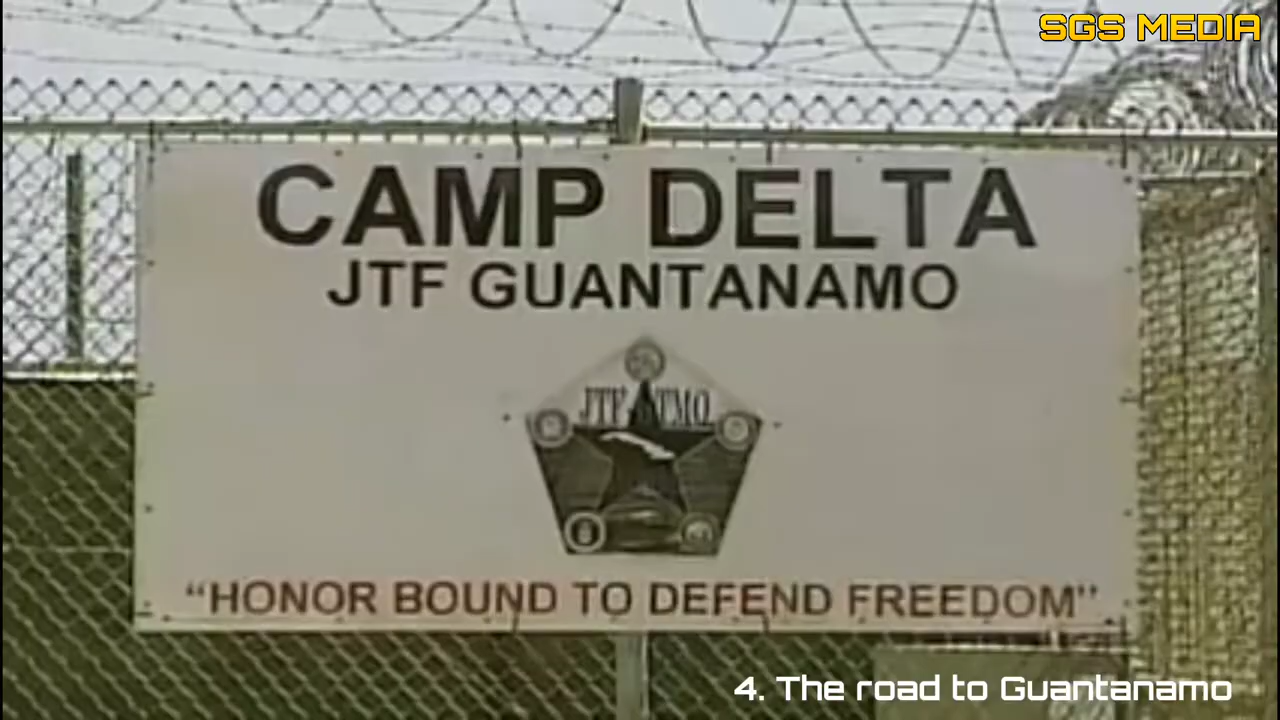 SGS MEDIA
CAMP DELTA
JTF GUANTANAMO
JTF GTMO
“HONOR BOUND TO DEFEND FREEDOM”
4. The road to Guantanamo